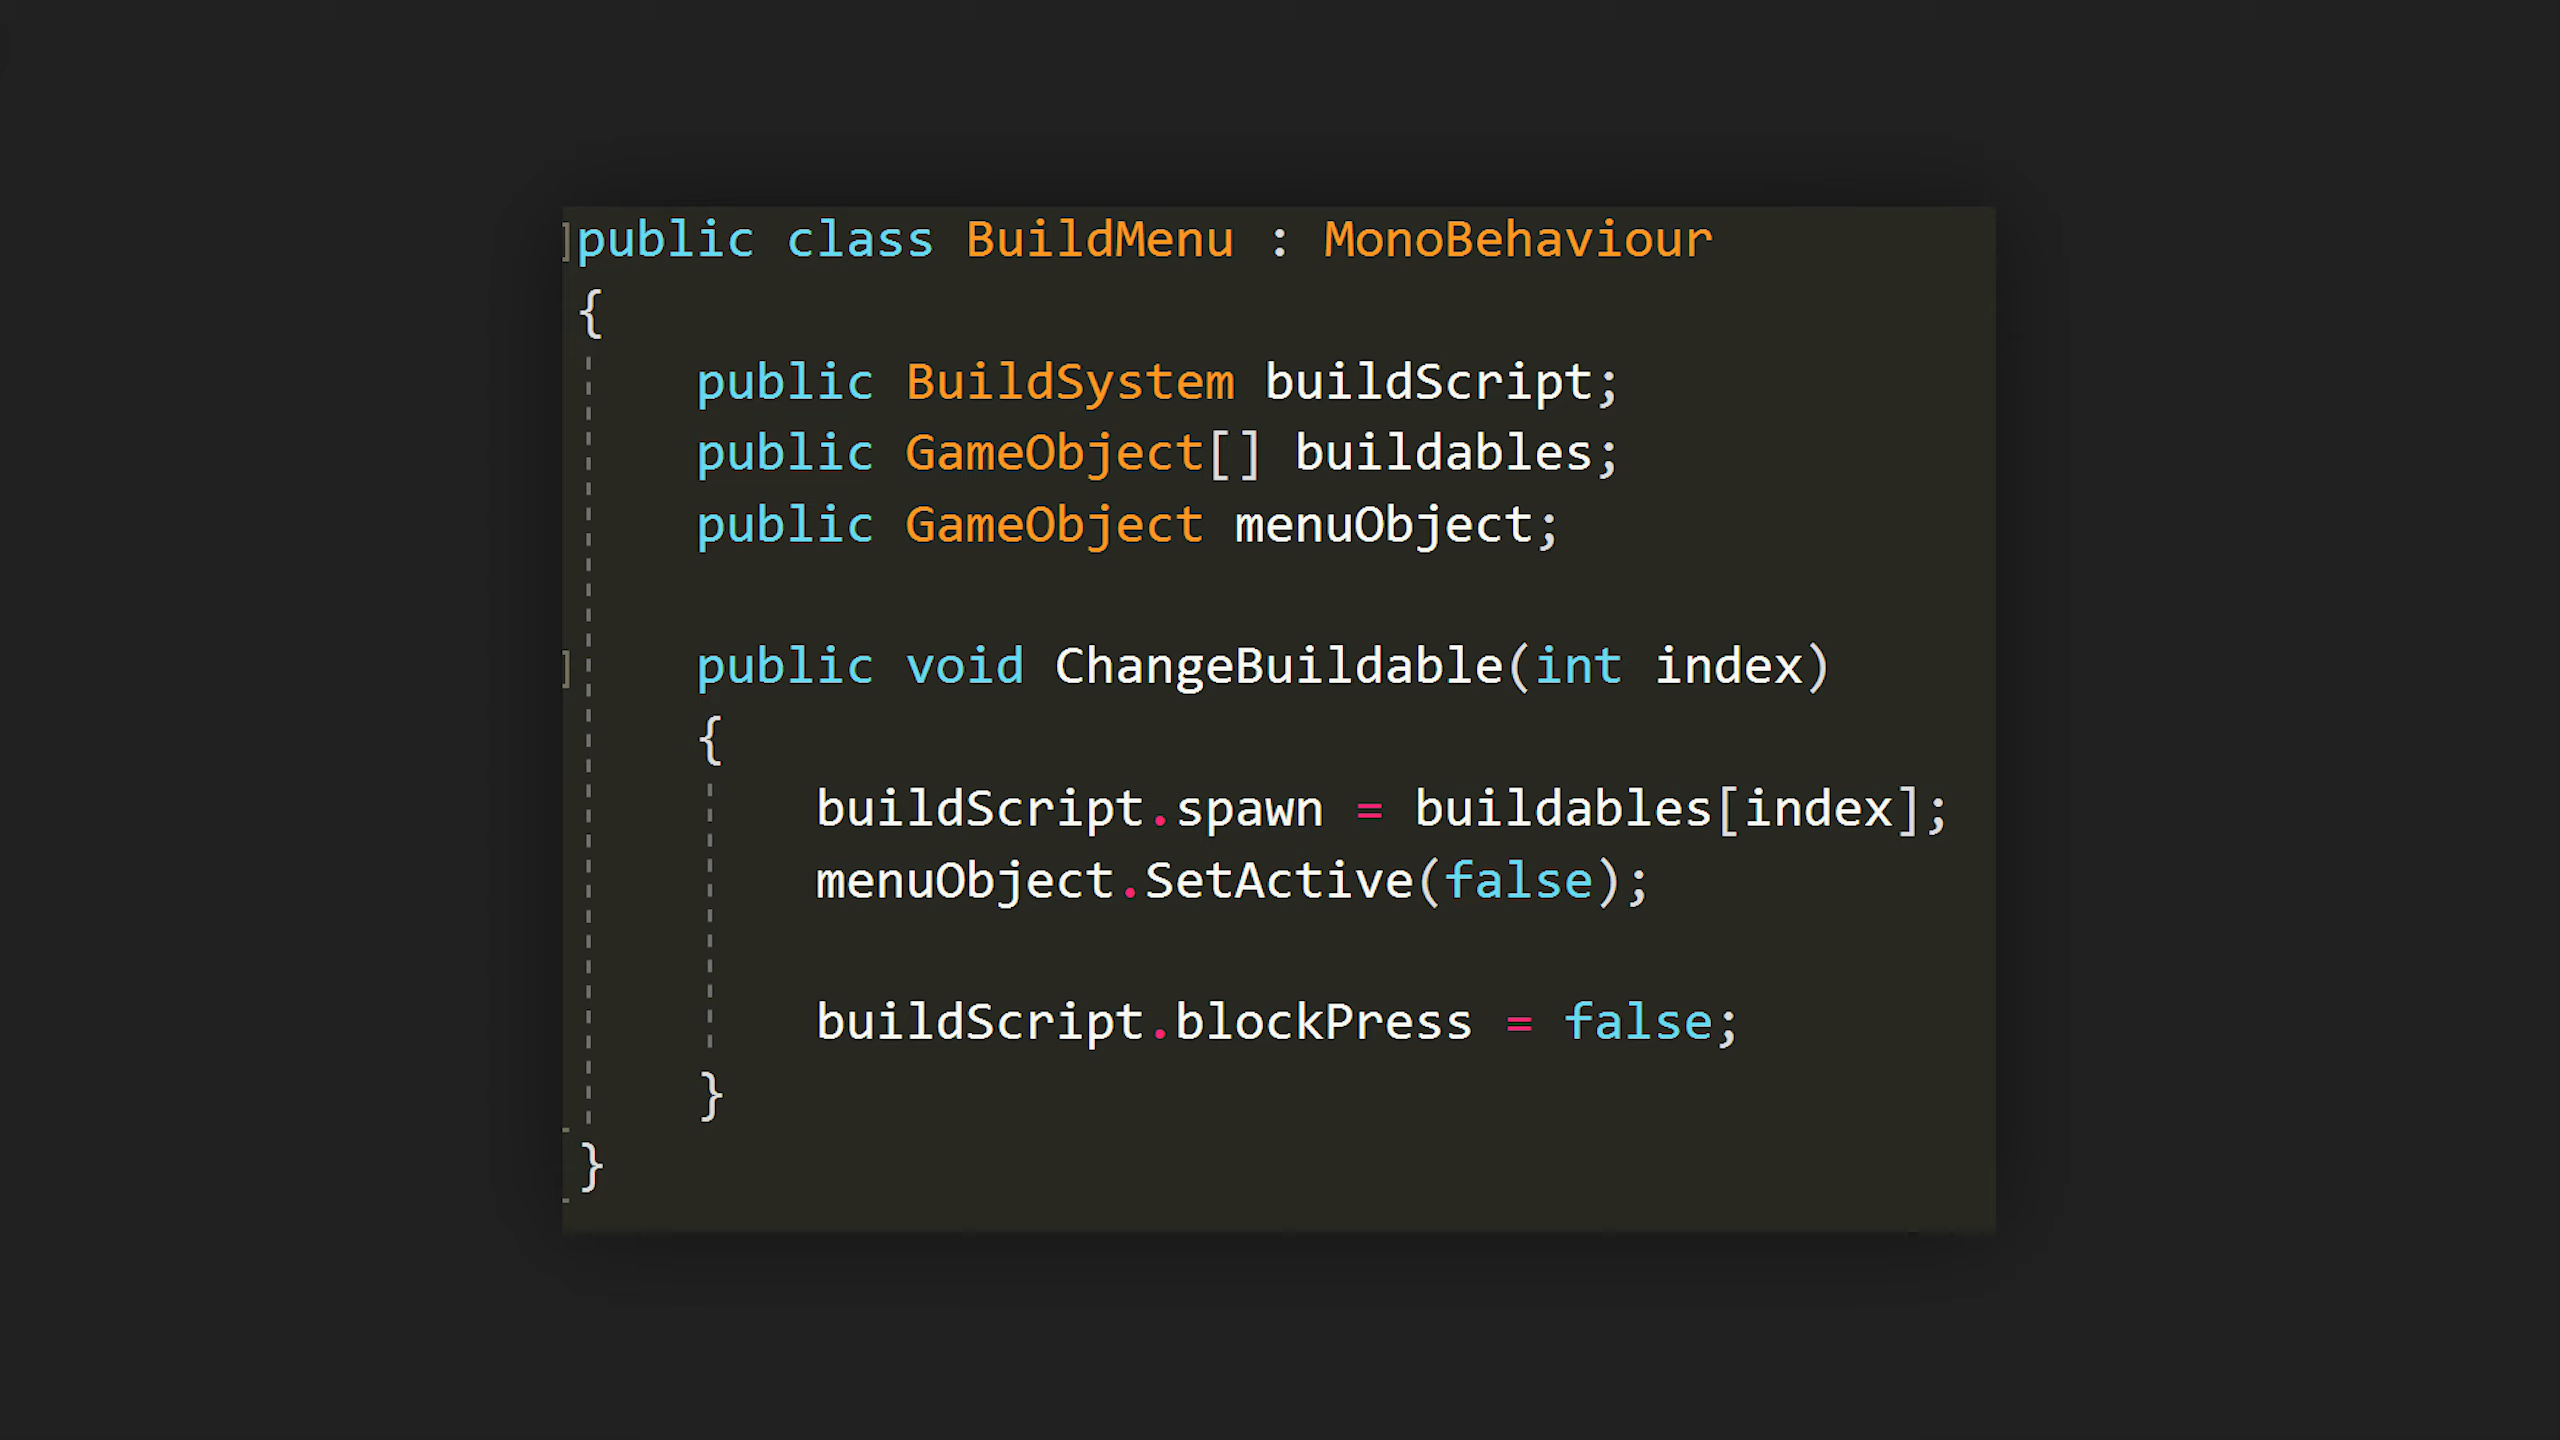 public class BuildMenu : MonoBehaviour
{
    public BuildSystem buildScript;
    public GameObject[] buildables;
    public GameObject menuObject;

    public void ChangeBuildable(int index)
    {
        buildScript.spawn = buildables[index];
        menuObject.SetActive(false);

        buildScript.blockPress = false;
    }
}